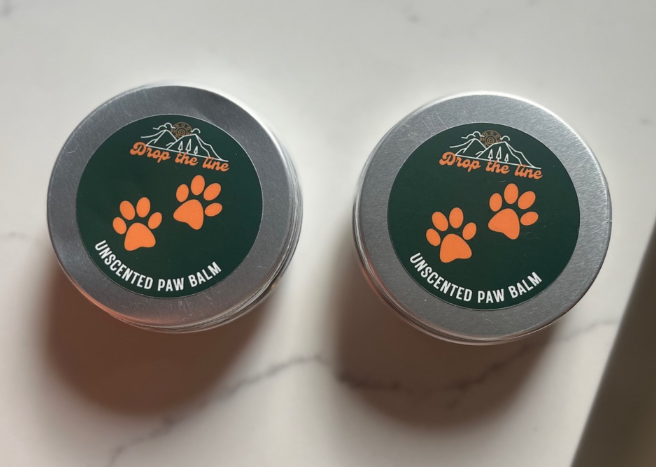 Drop the line
UNSCENTED PAW BALM
Drop the line
UNSCENTED PAW BALM